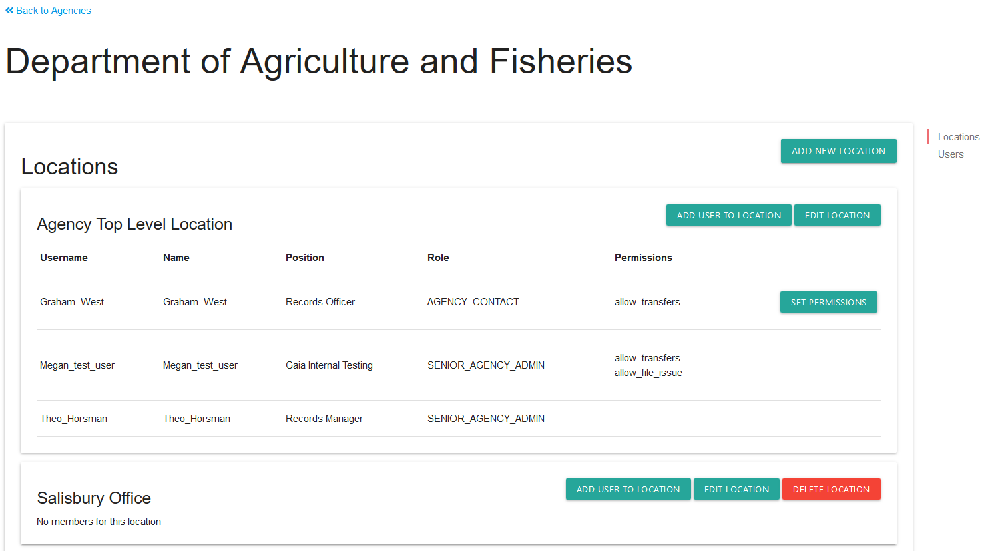 Back to Agencies
Department of Agriculture and Fisheries
Locations
Users
ADD NEW LOCATION
Locations
ADD USER TO LOCATION EDIT LOCATION
Agency Top Level Location
Username Name Position Role Permissions
Graham_West Graham_West Records Officer AGENCY_CONTACT allow_transfers SET PERMISSIONS
Megan_test_user Megan_test_user Gaia Internal Testing SENIOR_AGENCY_ADMIN allow_transfers
allow_file_issue
Theo_Horsman Theo_Horsman Records Manager SENIOR_AGENCY_ADMIN
ADD USER TO LOCATION EDIT LOCATION DELETE LOCATION
Salisbury Office
No members for this location